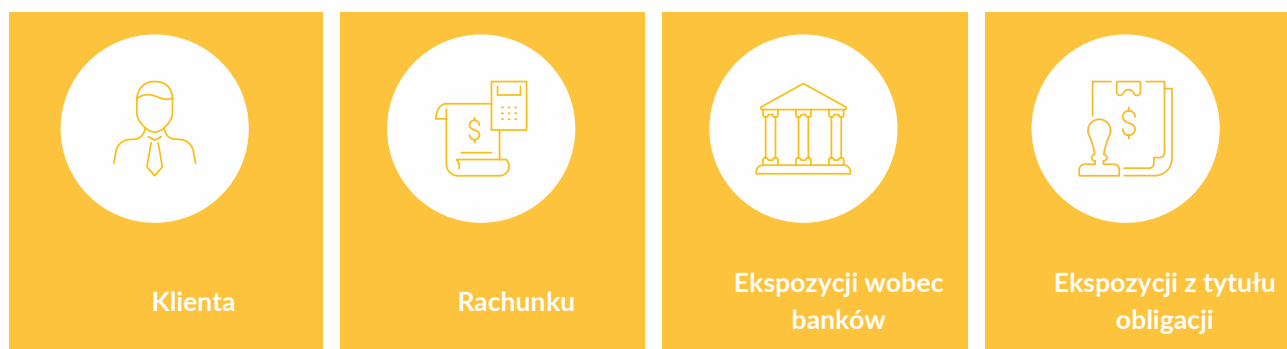 Klienta
Rachunku
Ekspozycji wobec
banków
Ekspozycji z tytułu
obligacji